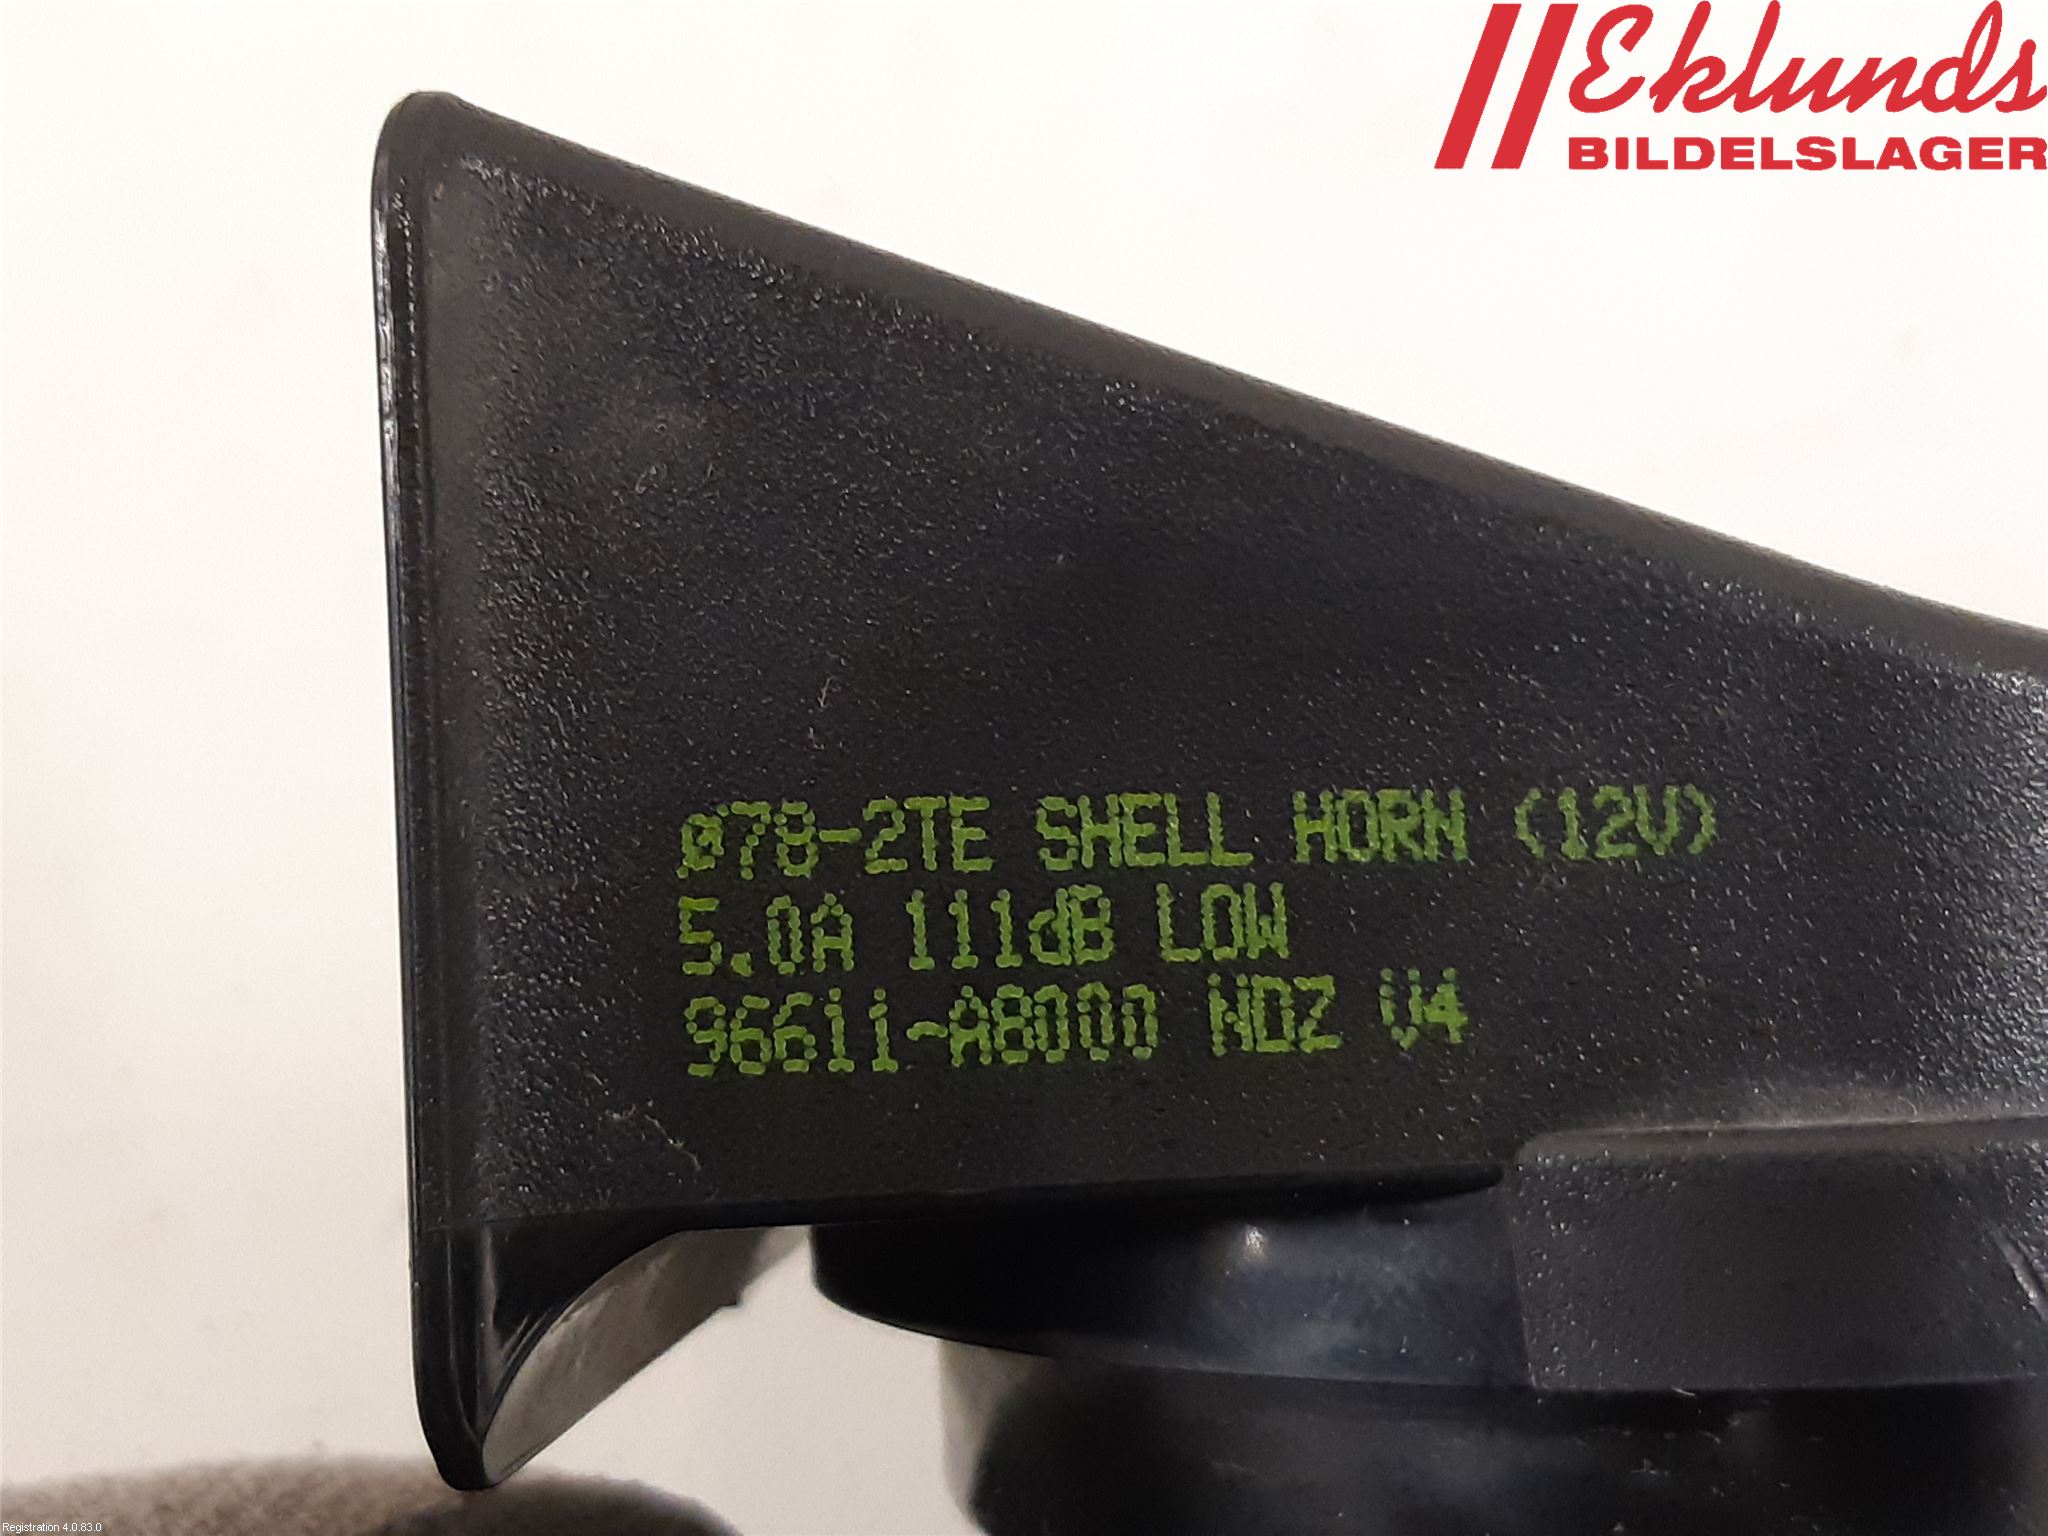 Eklunds
BILDELSLAGER
Ø78-2TE SHELL HORN (12V)
5.0A 111dB LOW
96611-AB000 NDZ V4
Registration 4.0.83.0